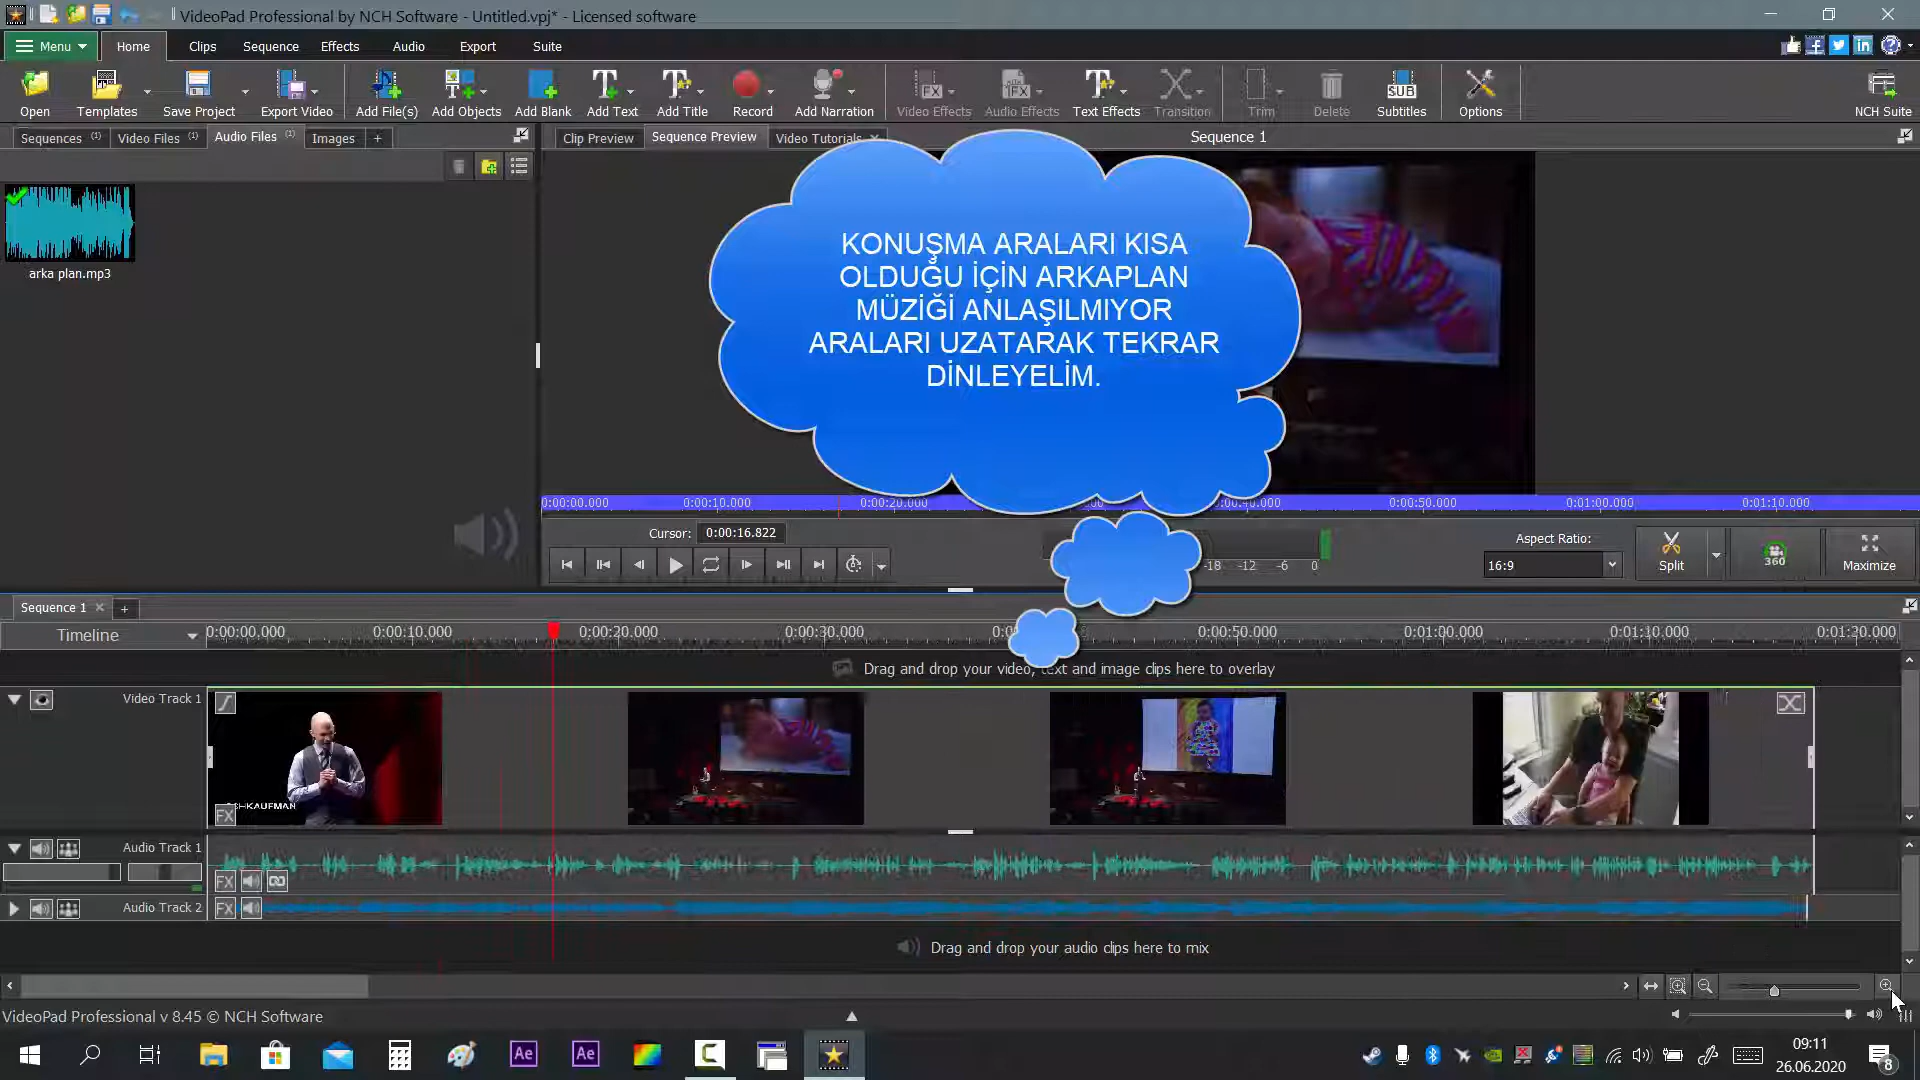 VideoPad Professional by NCH Software - Untitled.vpj* - Licensed software
Menu Home Clips Sequence Effects Audio Export Suite
Open Templates Save Project Export Video Add File(s) Add Objects Add Blank Add Text Add Title Record Add Narration Video Effects Audio Effects Text Effects Transition Trim Delete Subtitles Options NCH Suite
Sequences (1) Video Files (1) Audio Files (1) Images + Clip Preview Sequence Preview Video Tutorials Sequence 1
arka plan.mp3
KONUŞMA ARALARI KISA
OLDUĞU İÇİN ARKAPLAN
MÜZİĞİ ANLAŞILMIYOR
ARALARI UZATARAK TEKRAR
DİNLEYELİM.
0:00:00.000 0:00:10.000 0:00:20.000 0:00:50.000 0:01:00.000 0:01:10.000
Cursor: 0:00:16.822
-18 -12 -6 0
Aspect Ratio:
16:9
Split 360 Maximize
Sequence 1 +
Timeline 0:00:00.000 0:00:10.000 0:00:20.000 0:00:30.000 0:00:50.000 0:01:00.000 0:01:10.000 0:01:20.000
Drag and drop your video, text and image clips here to overlay
Video Track 1
FX
Audio Track 1
FX
Audio Track 2 FX
Drag and drop your audio clips here to mix
VideoPad Professional v 8.45 © NCH Software
Ae Ae
09:11
26.06.2020
8